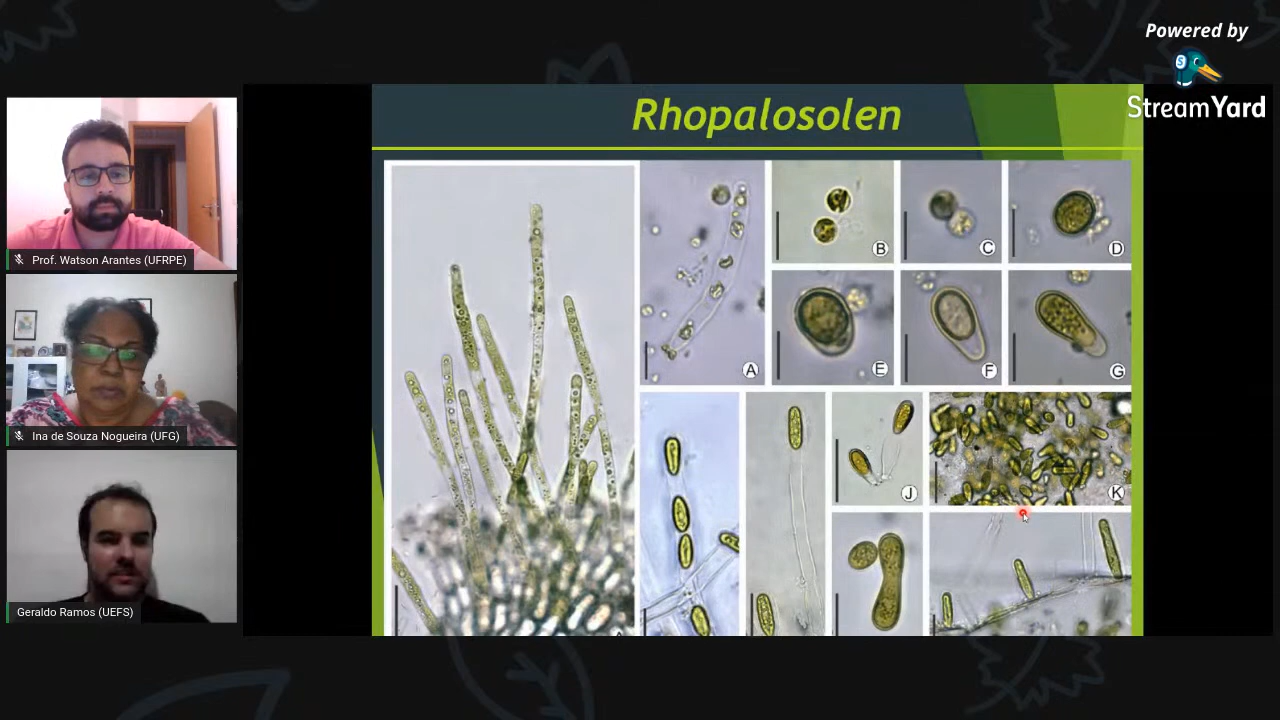 Powered by
StreamYard
Rhopalosolen
Prof. Watson Arantes (UFRPE)
Ina de Souza Nogueira (UFG)
Geraldo Ramos (UEFS)
A
B
C
D
E
F
G
J
K